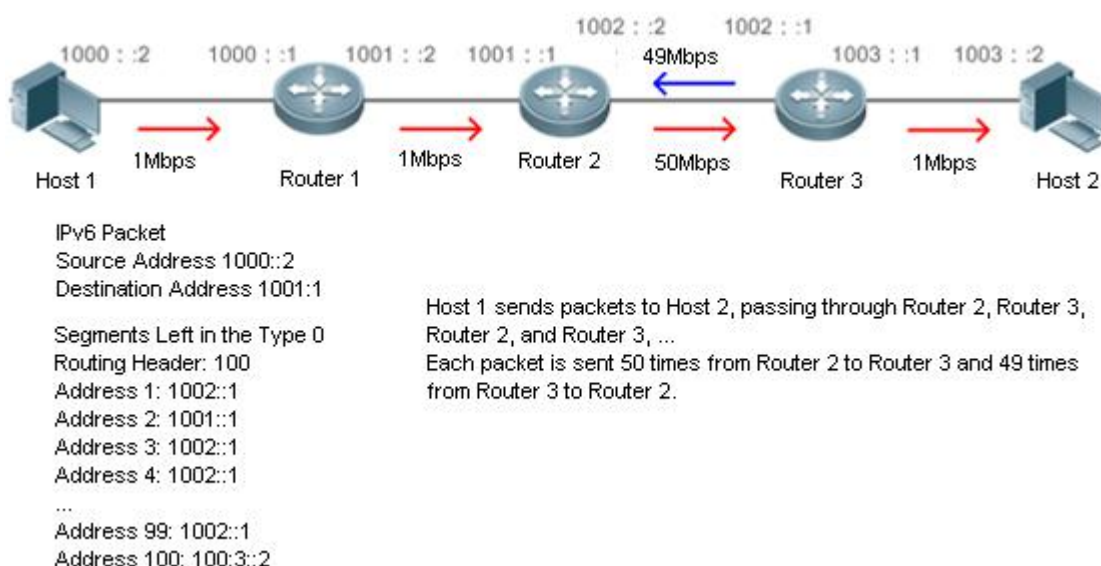 1002 : ::2 1002 : :1
1000 : :2 1000 : ::1 1001 : ::2 1001 : ::1 49Mbps 1003 : ::1 1003 : ::2
1Mbps 1Mbps 50Mbps 1Mbps
Host 1 Router 1 Router 2 Router 3 Host 2
IPv6 Packet
Source Address 1000::2
Destination Address 1001:1
Segments Left in the Type 0
Routing Header: 100
Address 1: 1002::1
Address 2: 1001::1
Address 3: 1002::1
Address 4: 1002::1
...
Address 99: 1002::1
Address 100: 100:3::2
Host 1 sends packets to Host 2, passing through Router 2, Router 3,
Router 2, and Router 3, ...
Each packet is sent 50 times from Router 2 to Router 3 and 49 times
from Router 3 to Router 2.